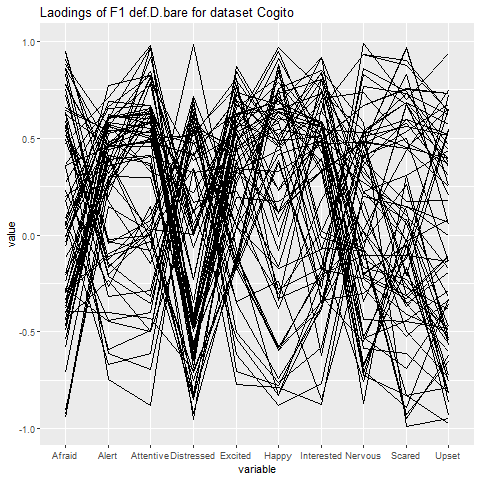 Laodings of F1 def.D.bare for dataset Cogito
1.0
0.5
0.0
-0.5
-1.0
value
Afraid Alert Attentive Distressed Excited Happy Interested Nervous Scared Upset
variable